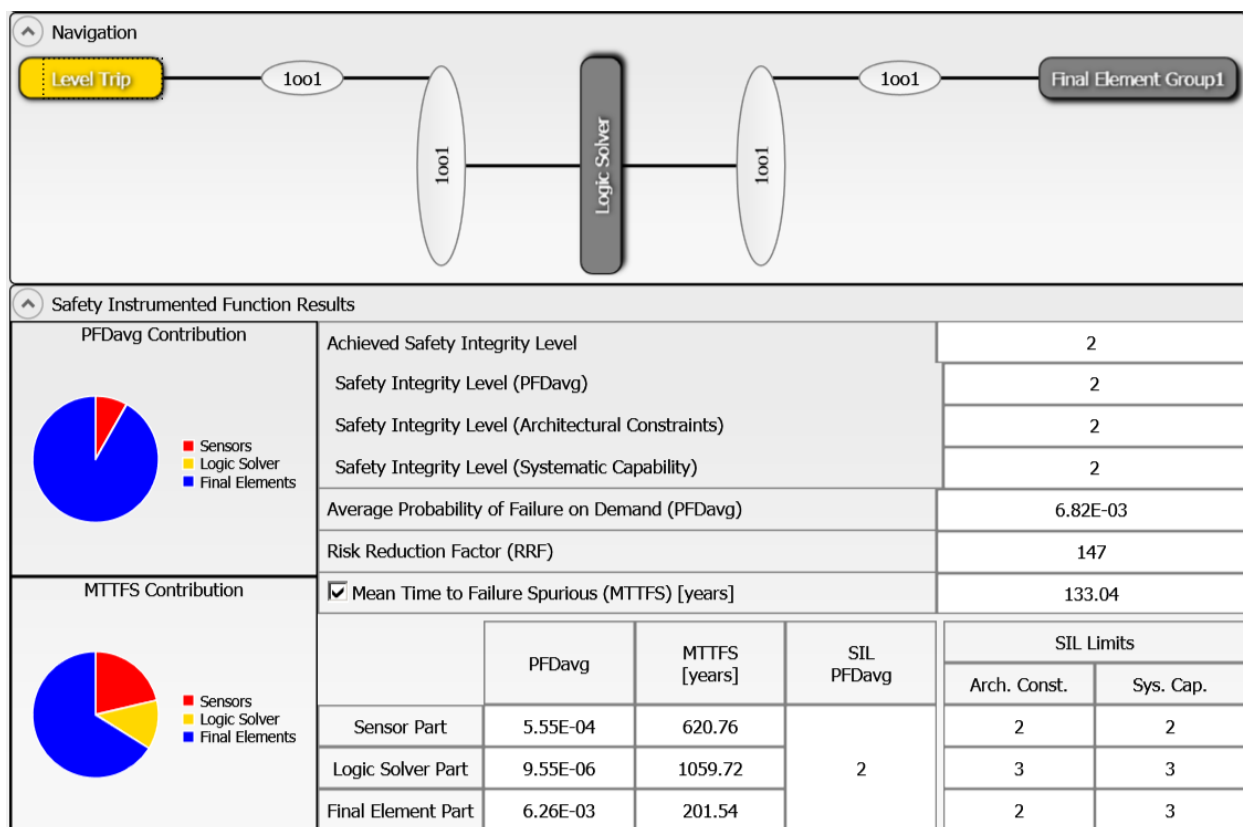 Navigation
Level Trip
1oo1
1oo1
Logic Solver
1oo1
1oo1
Final Element Group1
Safety Instrumented Function Results
PFDavg Contribution
Sensors
Logic Solver
Final Elements
MTTFS Contribution
Sensors
Logic Solver
Final Elements
Achieved Safety Integrity Level 2
Safety Integrity Level (PFDavg) 2
Safety Integrity Level (Architectural Constraints) 2
Safety Integrity Level (Systematic Capability) 2
Average Probability of Failure on Demand (PFDavg) 6.82E-03
Risk Reduction Factor (RRF) 147
Mean Time to Failure Spurious (MTTFS) [years] 133.04
PFDavg MTTFS [years] SIL PFDavg SIL Limits
Arch. Const. Sys. Cap.
Sensor Part 5.55E-04 620.76 2 2
Logic Solver Part 9.55E-06 1059.72 2 3 3
Final Element Part 6.26E-03 201.54 2 3